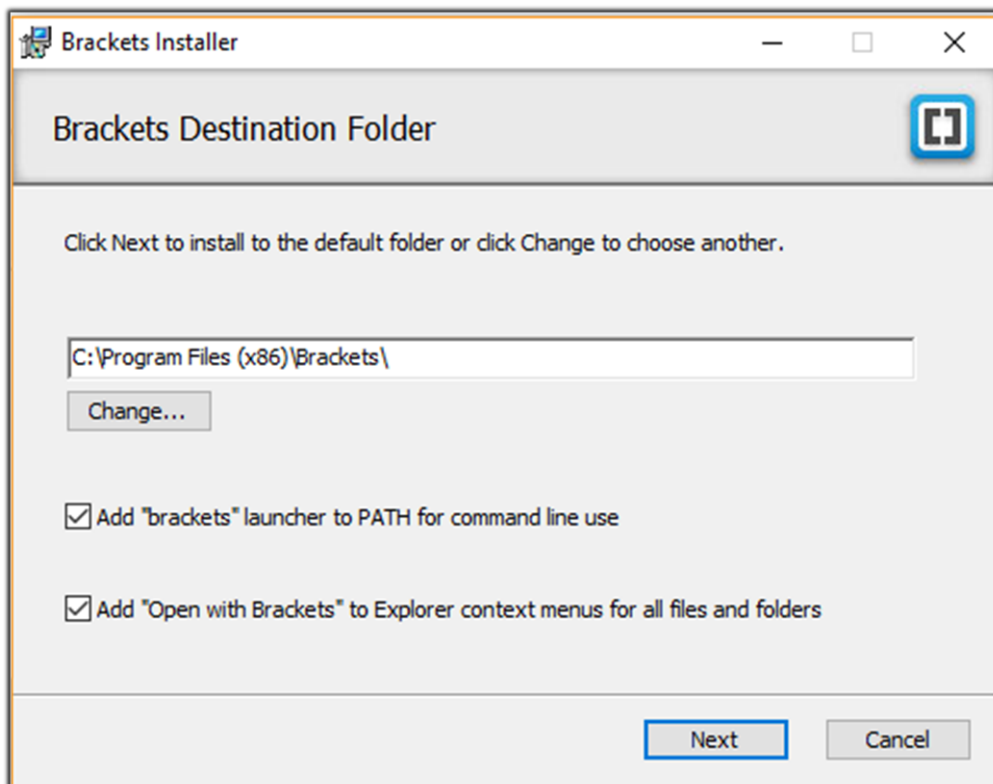 Brackets Installer
Brackets Destination Folder
Click Next to install to the default folder or click Change to choose another.
C:\Program Files (x86)\Brackets\
Change...
Add "brackets" launcher to PATH for command line use
Add "Open with Brackets" to Explorer context menus for all files and folders
Next Cancel